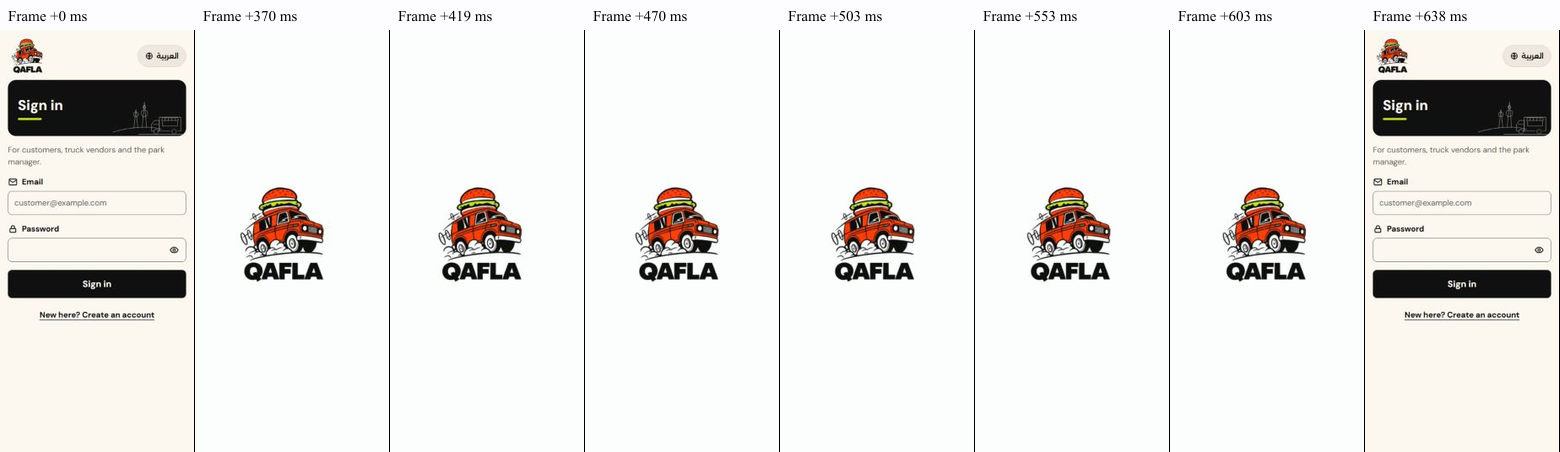 Frame +0 ms
Frame +370 ms
Frame +419 ms
Frame +470 ms
Frame +503 ms
Frame +553 ms
Frame +603 ms
Frame +638 ms
QAFLA
العربية
Sign in
For customers, truck vendors and the park
manager.
Email
customer@example.com
Password
Sign in
New here? Create an account
QAFLA
QAFLA
QAFLA
QAFLA
QAFLA
QAFLA
QAFLA
العربية
Sign in
For customers, truck vendors and the park
manager.
Email
customer@example.com
Password
Sign in
New here? Create an account